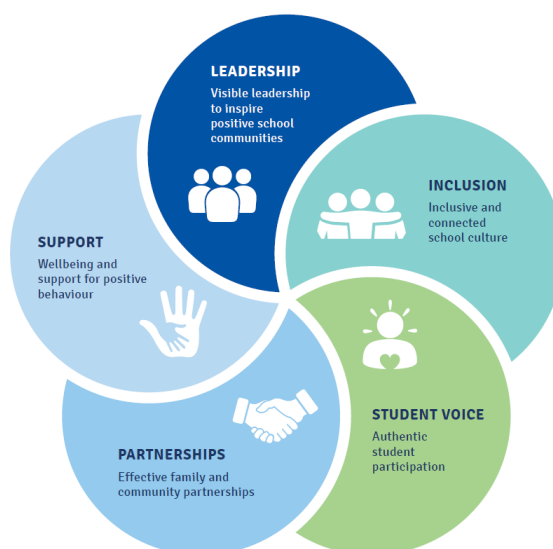 LEADERSHIP
Visible leadership
to inspire
positive school
communities
INCLUSION
Inclusive and
connected
school culture
STUDENT VOICE
Authentic
student
participation
PARTNERSHIPS
Effective family and
community partnerships
SUPPORT
Wellbeing and
support for positive
behaviour